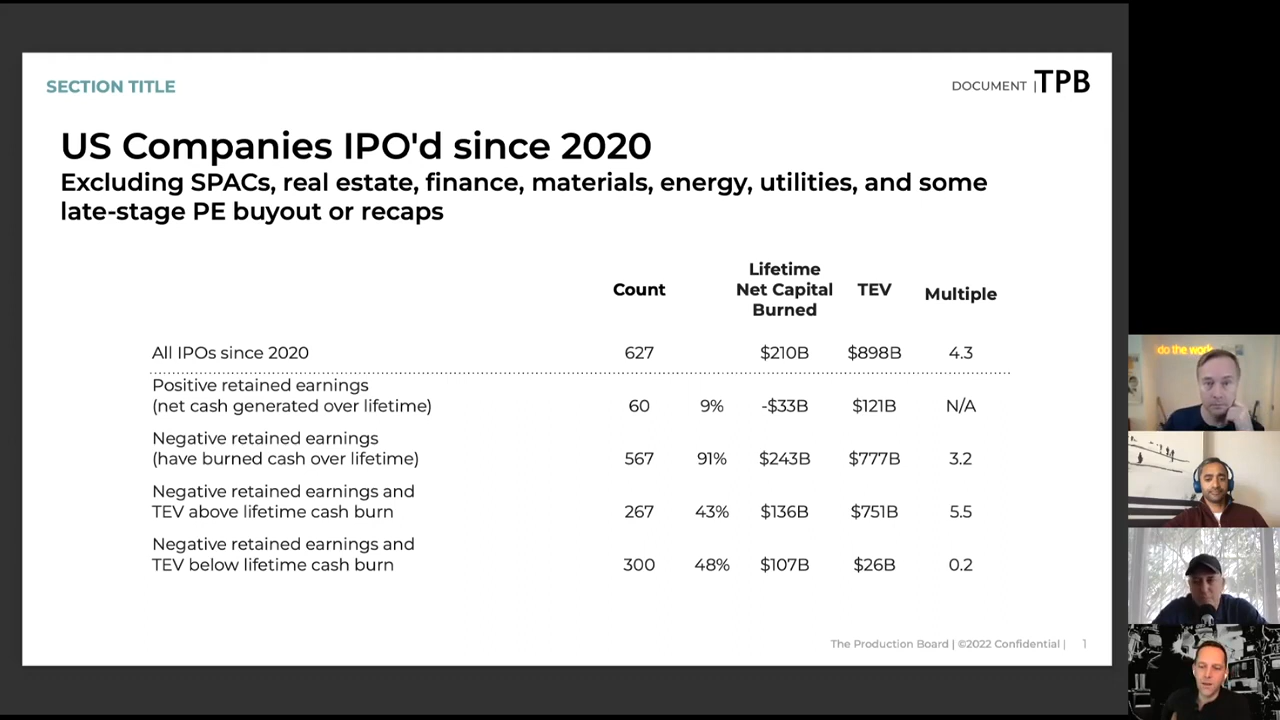 SECTION TITLE
DOCUMENT | TPB
US Companies IPO'd since 2020
Excluding SPACs, real estate, finance, materials, energy, utilities, and some
late-stage PE buyout or recaps
Lifetime
Count Net Capital TEV Multiple
Burned
All IPOs since 2020 627 $210B $898B 4.3
Positive retained earnings
(net cash generated over lifetime) 60 9% -$33B $121B N/A
Negative retained earnings
(have burned cash over lifetime) 567 91% $243B $777B 3.2
Negative retained earnings and
TEV above lifetime cash burn 267 43% $136B $751B 5.5
Negative retained earnings and
TEV below lifetime cash burn 300 48% $107B $26B 0.2
The Production Board | ©2022 Confidential | 1
do the work